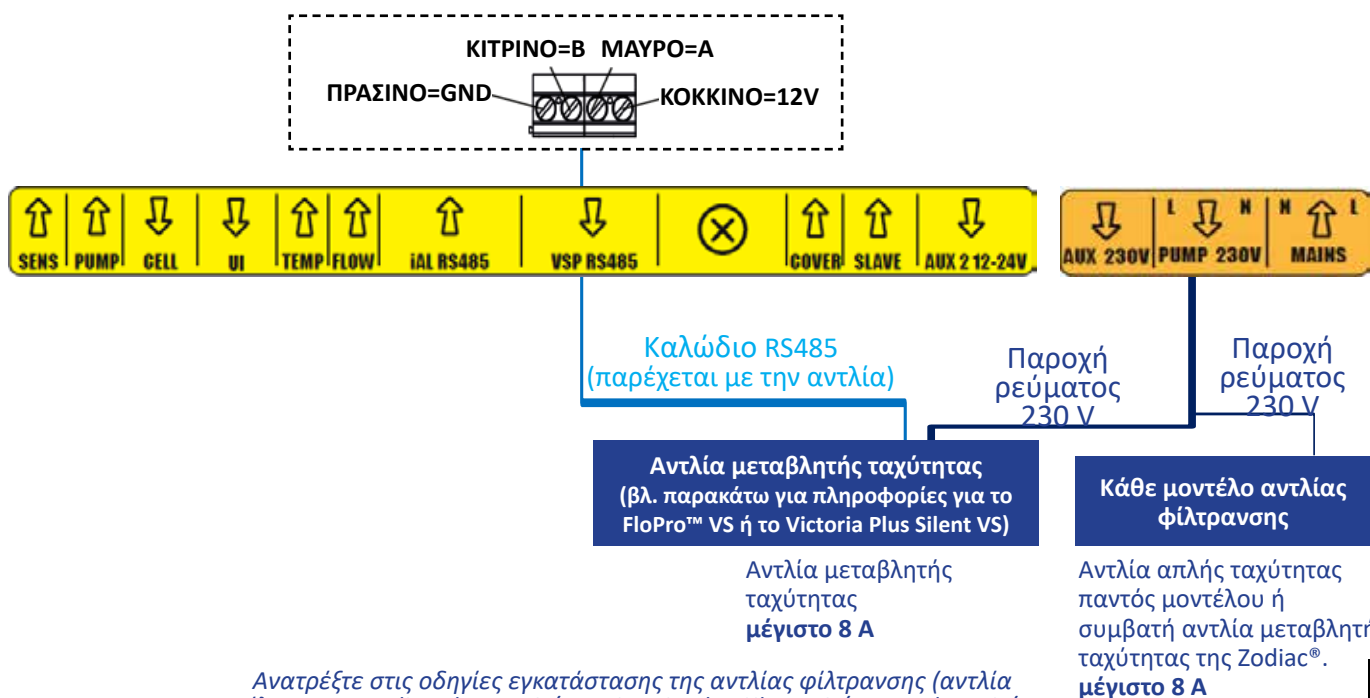 ΚΙΤΡΙΝΟ=B ΜΑΥΡΟ=A
ΠΡΑΣΙΝΟ=GND
ΚΟΚΚΙΝΟ=12V
SENS PUMP CELL UI TEMP FLOW iAL RS485 VSP RS485 COVER SLAVE AUX 2 12-24V
L N N L
AUX 230V PUMP 230V MAINS
Καλώδιο RS485
(παρέχεται με την αντλία)
Παροχή
ρεύματος
230 V
Παροχή
ρεύματος
230 V
Αντλία μεταβλητής ταχύτητας
(βλ. παρακάτω για πληροφορίες για το
FloPro™ VS ή το Victoria Plus Silent VS)
Κάθε μοντέλο αντλίας
φίλτρανσης
Αντλία μεταβλητής
ταχύτητας
μέγιστο 8 A
Αντλία απλής ταχύτητας
παντός μοντέλου ή
συμβατή αντλία μεταβλητή
ταχύτητας της Zodiac®.
μέγιστο 8 A
Ανατρέξτε στις οδηγίες εγκατάστασης της αντλίας φίλτρανσης (αντλία